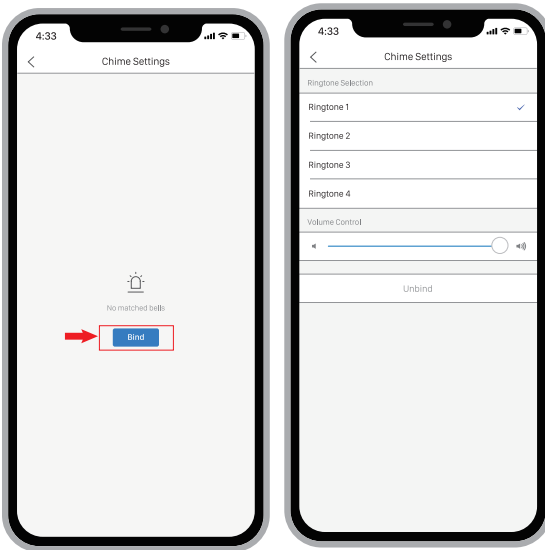 4:33
Chime Settings
No matched bells
Bind
4:33
Chime Settings
Ringtone Selection
Ringtone 1
Ringtone 2
Ringtone 3
Ringtone 4
Volume Control
Unbind